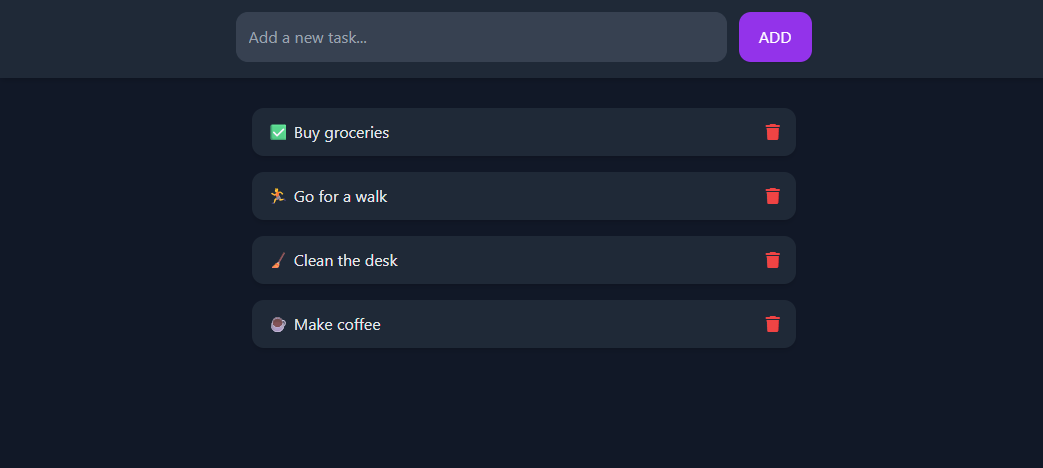 Add a new task...
ADD
✅ Buy groceries
🏃 Go for a walk
🧹 Clean the desk
☕ Make coffee